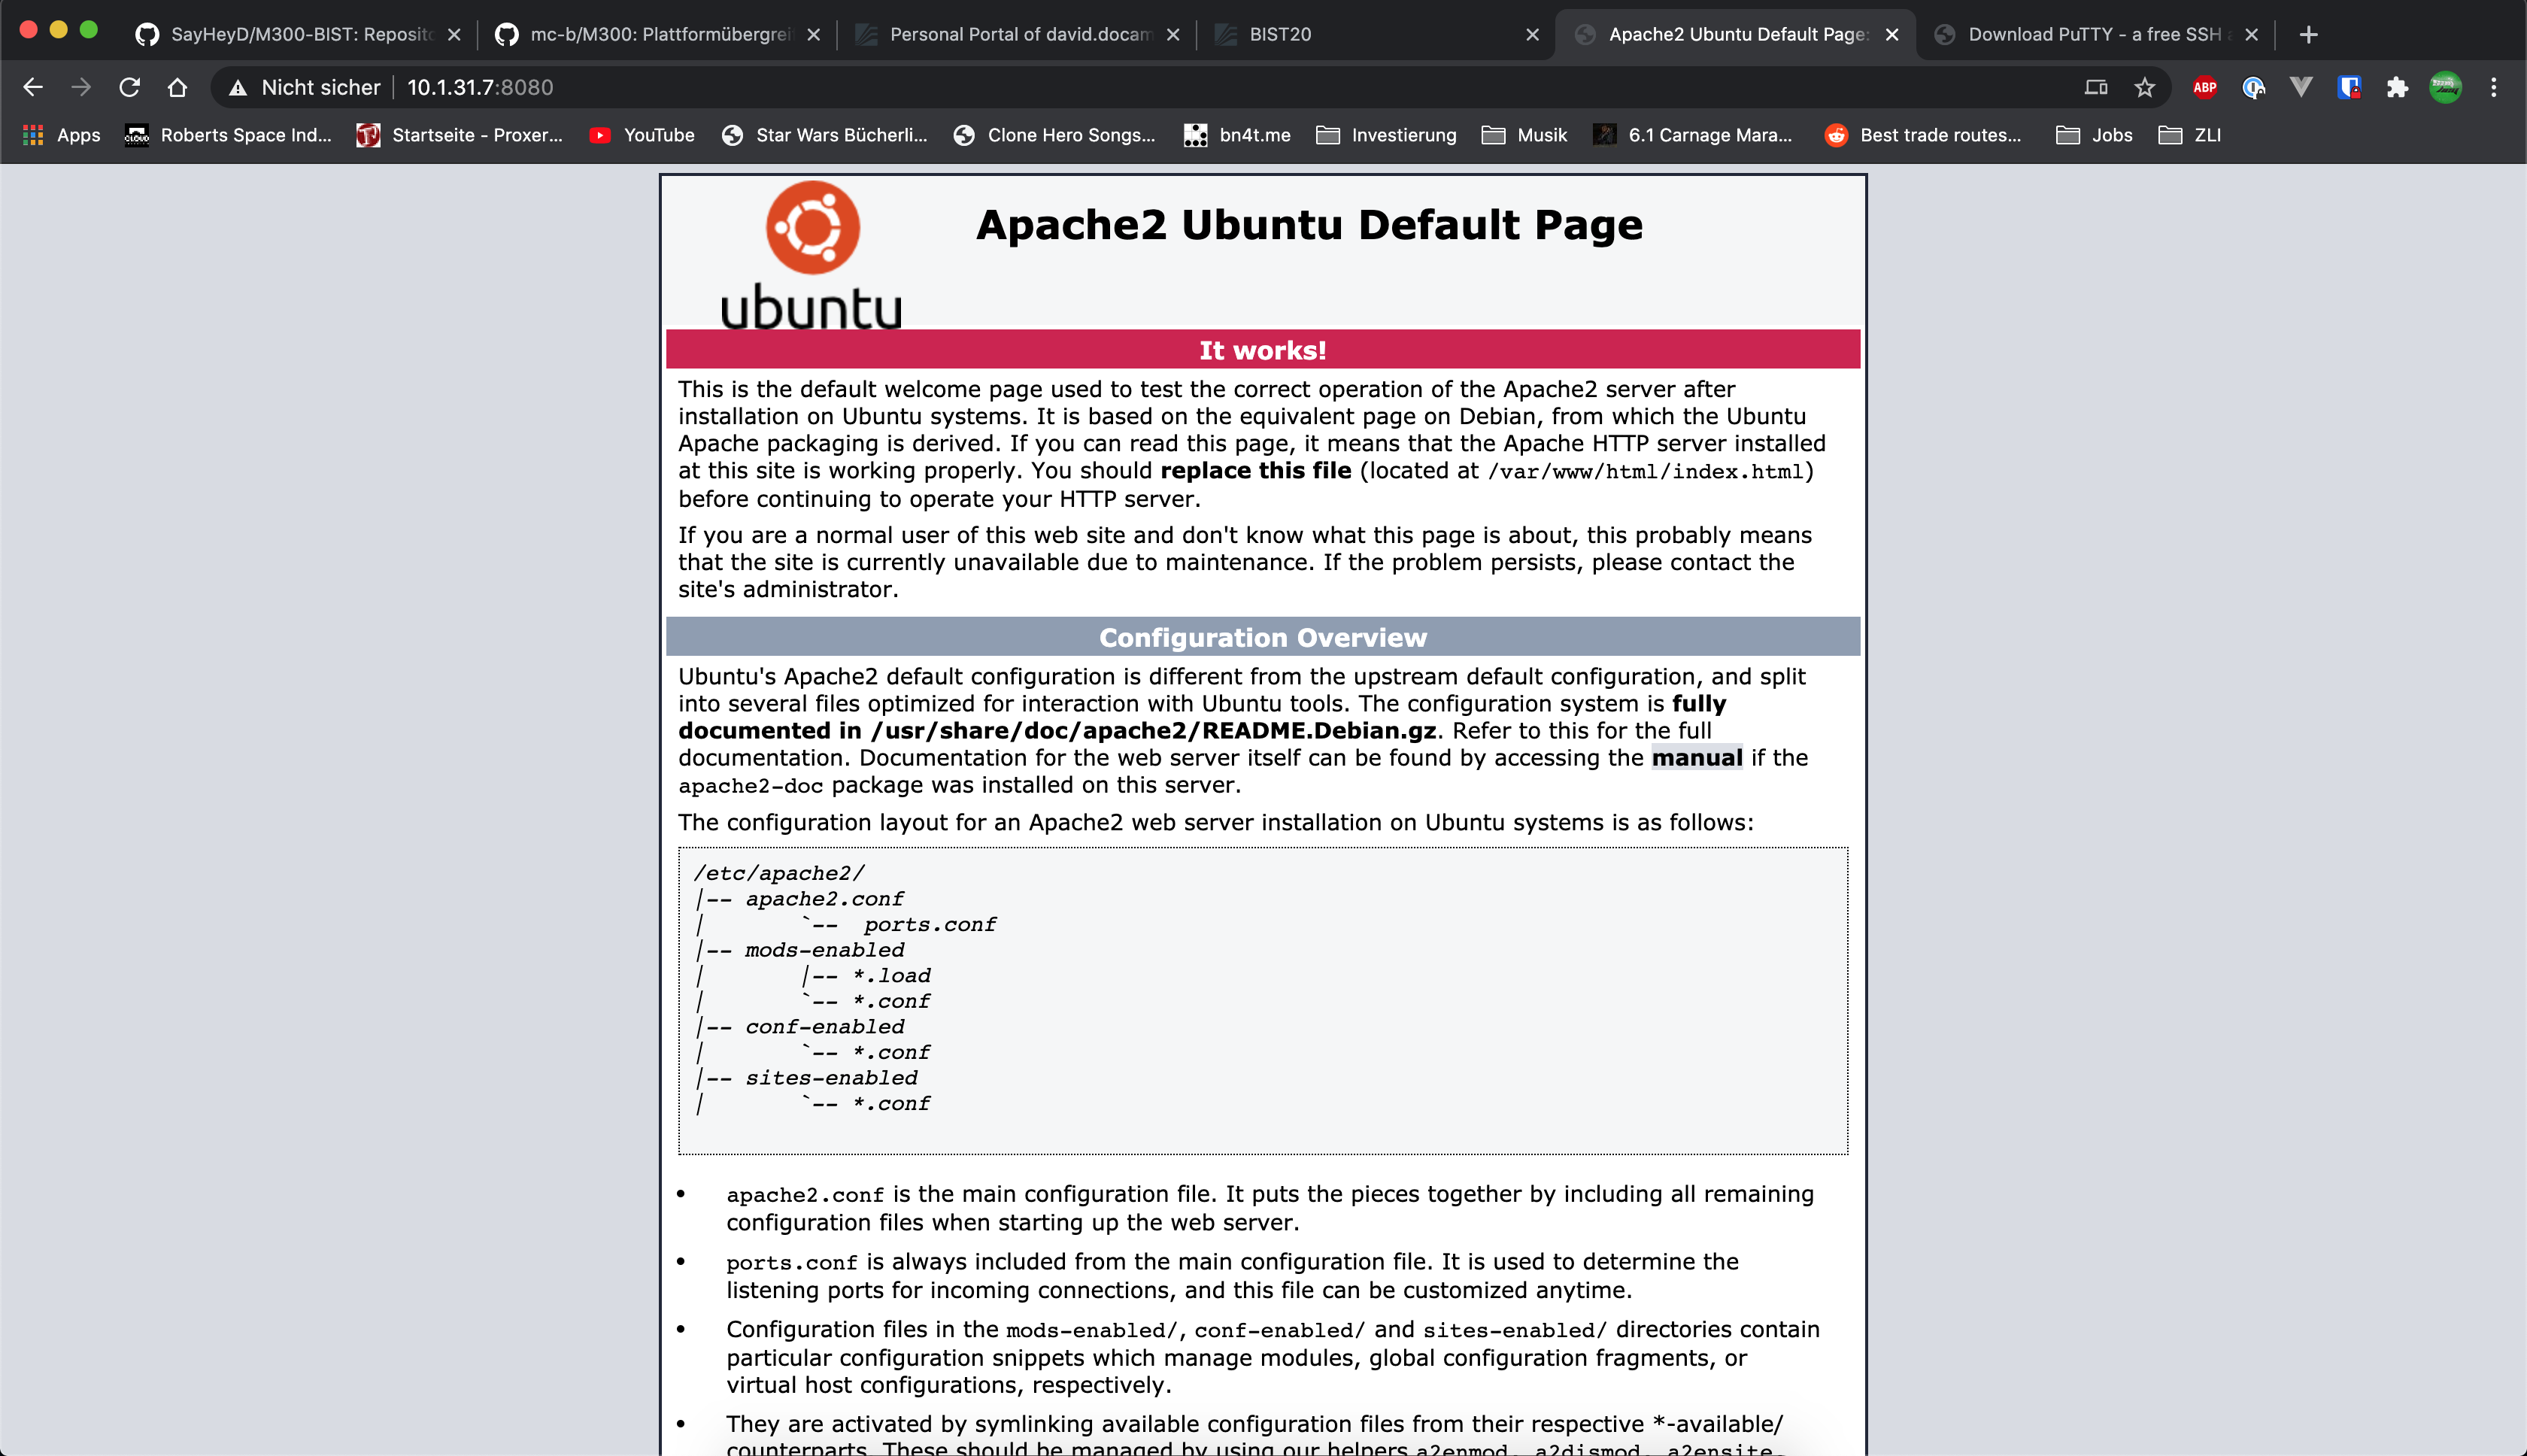 SayHeyD/M300-BIST: Reposito
mc-b/M300: Plattformübergrei
Personal Portal of david.docam
BIST20
Apache2 Ubuntu Default Page:
Download PuTTY - a free SSH
Nicht sicher | 10.1.31.7:8080
ABP
Apps
Roberts Space Ind...
Startseite - Proxer...
YouTube
Star Wars Bücherli...
Clone Hero Songs...
bn4t.me
Investierung
Musik
6.1 Carnage Mara...
Best trade routes...
Jobs
ZLI
ubuntu
Apache2 Ubuntu Default Page
It works!
This is the default welcome page used to test the correct operation of the Apache2 server after
installation on Ubuntu systems. It is based on the equivalent page on Debian, from which the Ubuntu
Apache packaging is derived. If you can read this page, it means that the Apache HTTP server installed
at this site is working properly. You should replace this file (located at /var/www/html/index.html)
before continuing to operate your HTTP server.
If you are a normal user of this web site and don't know what this page is about, this probably means
that the site is currently unavailable due to maintenance. If the problem persists, please contact the
site's administrator.
Configuration Overview
Ubuntu's Apache2 default configuration is different from the upstream default configuration, and split
into several files optimized for interaction with Ubuntu tools. The configuration system is fully
documented in /usr/share/doc/apache2/README.Debian.gz. Refer to this for the full
documentation. Documentation for the web server itself can be found by accessing the manual if the
apache2-doc package was installed on this server.
The configuration layout for an Apache2 web server installation on Ubuntu systems is as follows:
/etc/apache2/
|-- apache2.conf
|       `--  ports.conf
|-- mods-enabled
|       |-- *.load
|       `-- *.conf
|-- conf-enabled
|       `-- *.conf
|-- sites-enabled
|       `-- *.conf
• apache2.conf is the main configuration file. It puts the pieces together by including all remaining
configuration files when starting up the web server.
• ports.conf is always included from the main configuration file. It is used to determine the
listening ports for incoming connections, and this file can be customized anytime.
• Configuration files in the mods-enabled/, conf-enabled/ and sites-enabled/ directories contain
particular configuration snippets which manage modules, global configuration fragments, or
virtual host configurations, respectively.
• They are activated by symlinking available configuration files from their respective *-available/
counterparts. These should be managed by using our helpers a2enmod, a2dismod, a2ensite,